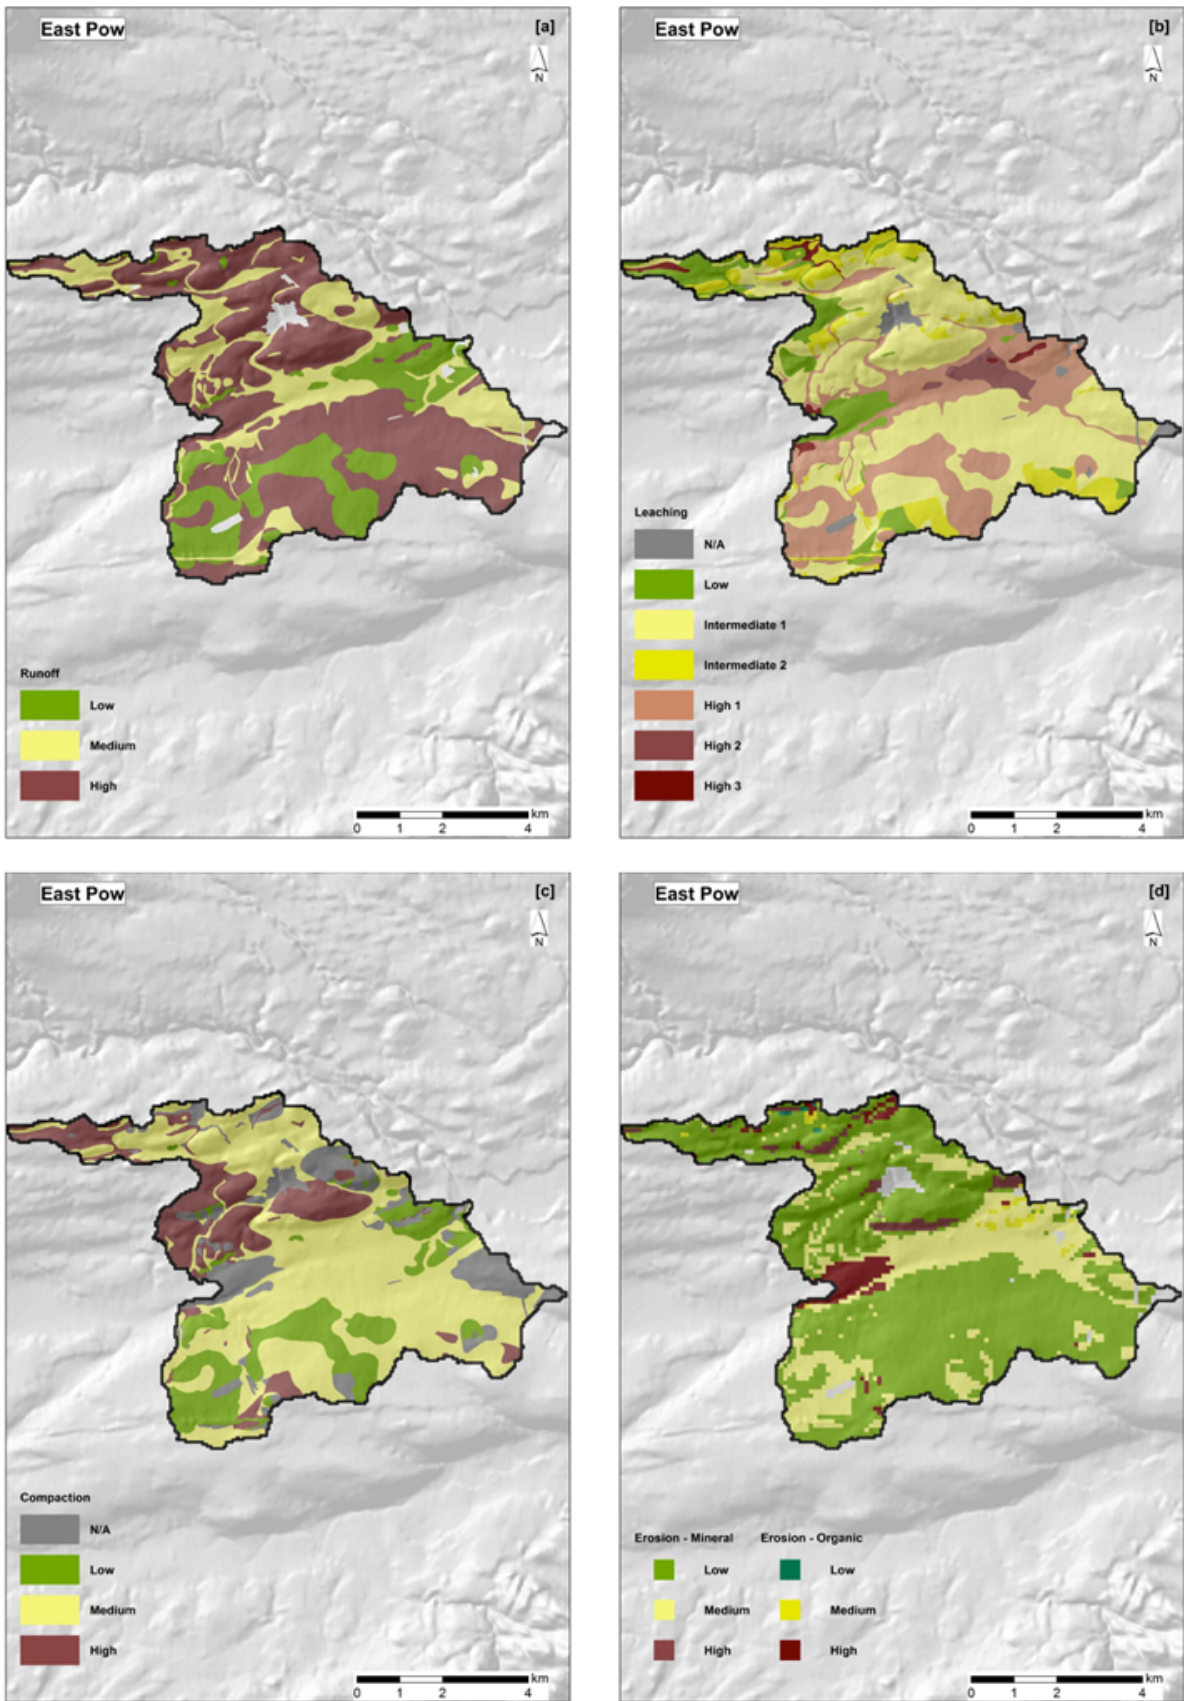 East Pow
[a]
N
Runoff
Low
Medium
High
km
0 1 2 4
East Pow
[b]
N
Leaching
N/A
Low
Intermediate 1
Intermediate 2
High 1
High 2
High 3
km
0 1 2 4
East Pow
[c]
N
Compaction
N/A
Low
Medium
High
km
0 1 2 4
East Pow
[d]
N
Erosion - Mineral Erosion - Organic
Low Low
Medium Medium
High High
km
0 1 2 4